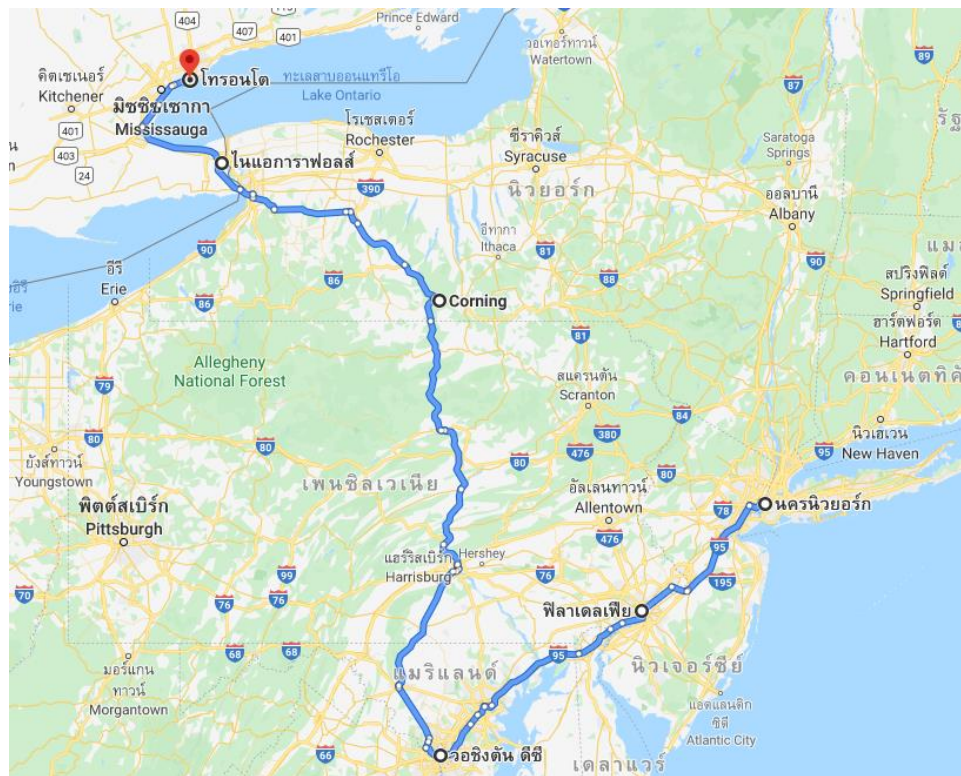 404
407
401
Prince Edward
วอเทอร์ทาวน์
Watertown
89
87
โทรอนโต
ทะเลสาบออนแทรีโอ
Lake Ontario
คิตเชเนอร์
Kitchener
มิซซิซเซากา
Mississauga
401
403
24
โรเชสเตอร์
Rochester
ซีราคิวส์
Syracuse
Saratoga
Springs
ไนแอการาฟอลส์
390
นิวยอร์ก
ออลบานี
Albany
90
อีทากา
Ithaca
81
90
อีรี
Erie
86
86
88
สปริงฟิลด์
Springfield
Corning
81
ฮาร์ตฟอร์ด
Hartford
Allegheny
National Forest
79
สแครนตัน
Scranton
84
380
476
80
80
80
80
นิวเฮเวน
New Haven
95
ยังส์ทาวน์
Youngstown
เพนซิลเวเนีย
อัลเลนทาวน์
Allentown
78
นครนิวยอร์ก
พิตต์สเบิร์ก
Pittsburgh
476
95
แฮร์ริสเบิร์ก
Harrisburg
Hershey
99
76
195
70
76
76
ฟิลาเดลเฟีย
68
68
95
นิวเจอร์ซีย์
มอร์แกน
ทาวน์
Morgantown
แมริแลนด์
แอตแลนติก
ซิตี
Atlantic City
66
วอชิงตัน ดีซี
เดลาแวร์